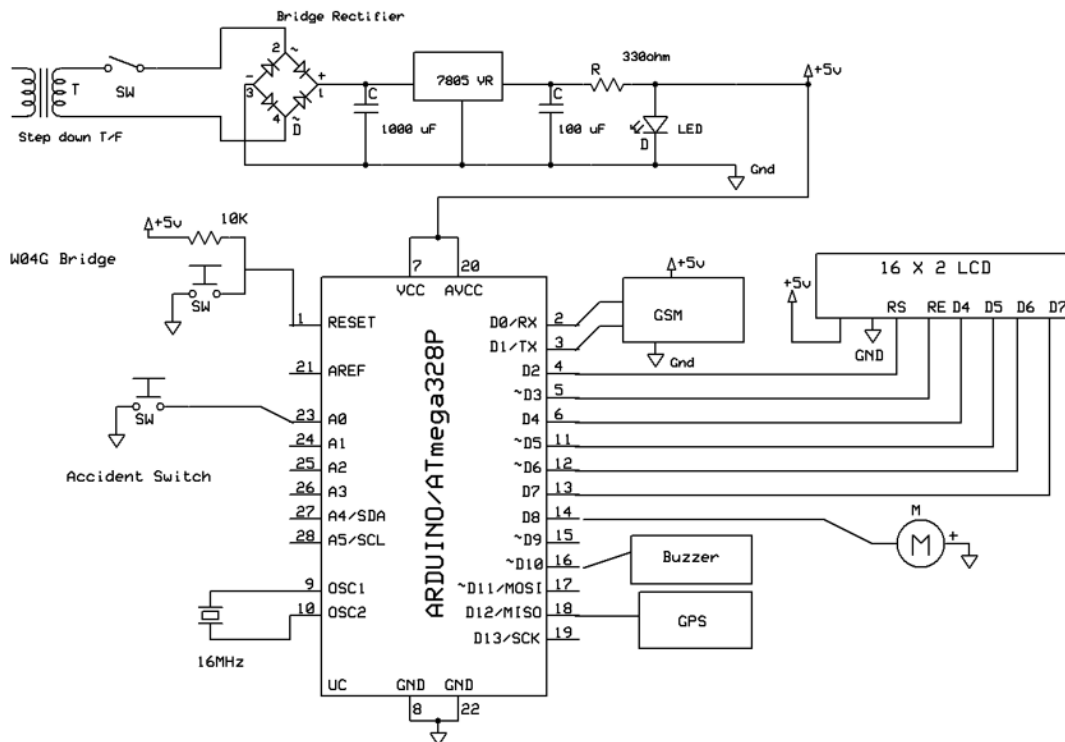 Bridge Rectifier
Step down T/F
T
SW
2
~
-
+
3
1
4
~
D
C
1000 uF
7805 VR
C
100 uF
R
330ohm
D
LED
+5v
Gnd
W04G Bridge
+5v
10K
SW
Accident Switch
SW
16MHz
ARDUINO/ATmega328P
7
20
VCC
AVCC
1
RESET
21
AREF
23
A0
24
A1
25
A2
26
A3
27
A4/SDA
28
A5/SCL
9
OSC1
10
OSC2
UC
GND
GND
8
22
D0/RX
2
D1/TX
3
D2
4
~D3
5
D4
6
~D5
11
~D6
12
D7
13
D8
14
~D9
15
~D10
16
~D11/MOSI
17
D12/MISO
18
D13/SCK
19
+5v
GSM
Gnd
16 X 2 LCD
+5v
GND
RS
RE
D4
D5
D6
D7
M
M
+
Buzzer
GPS